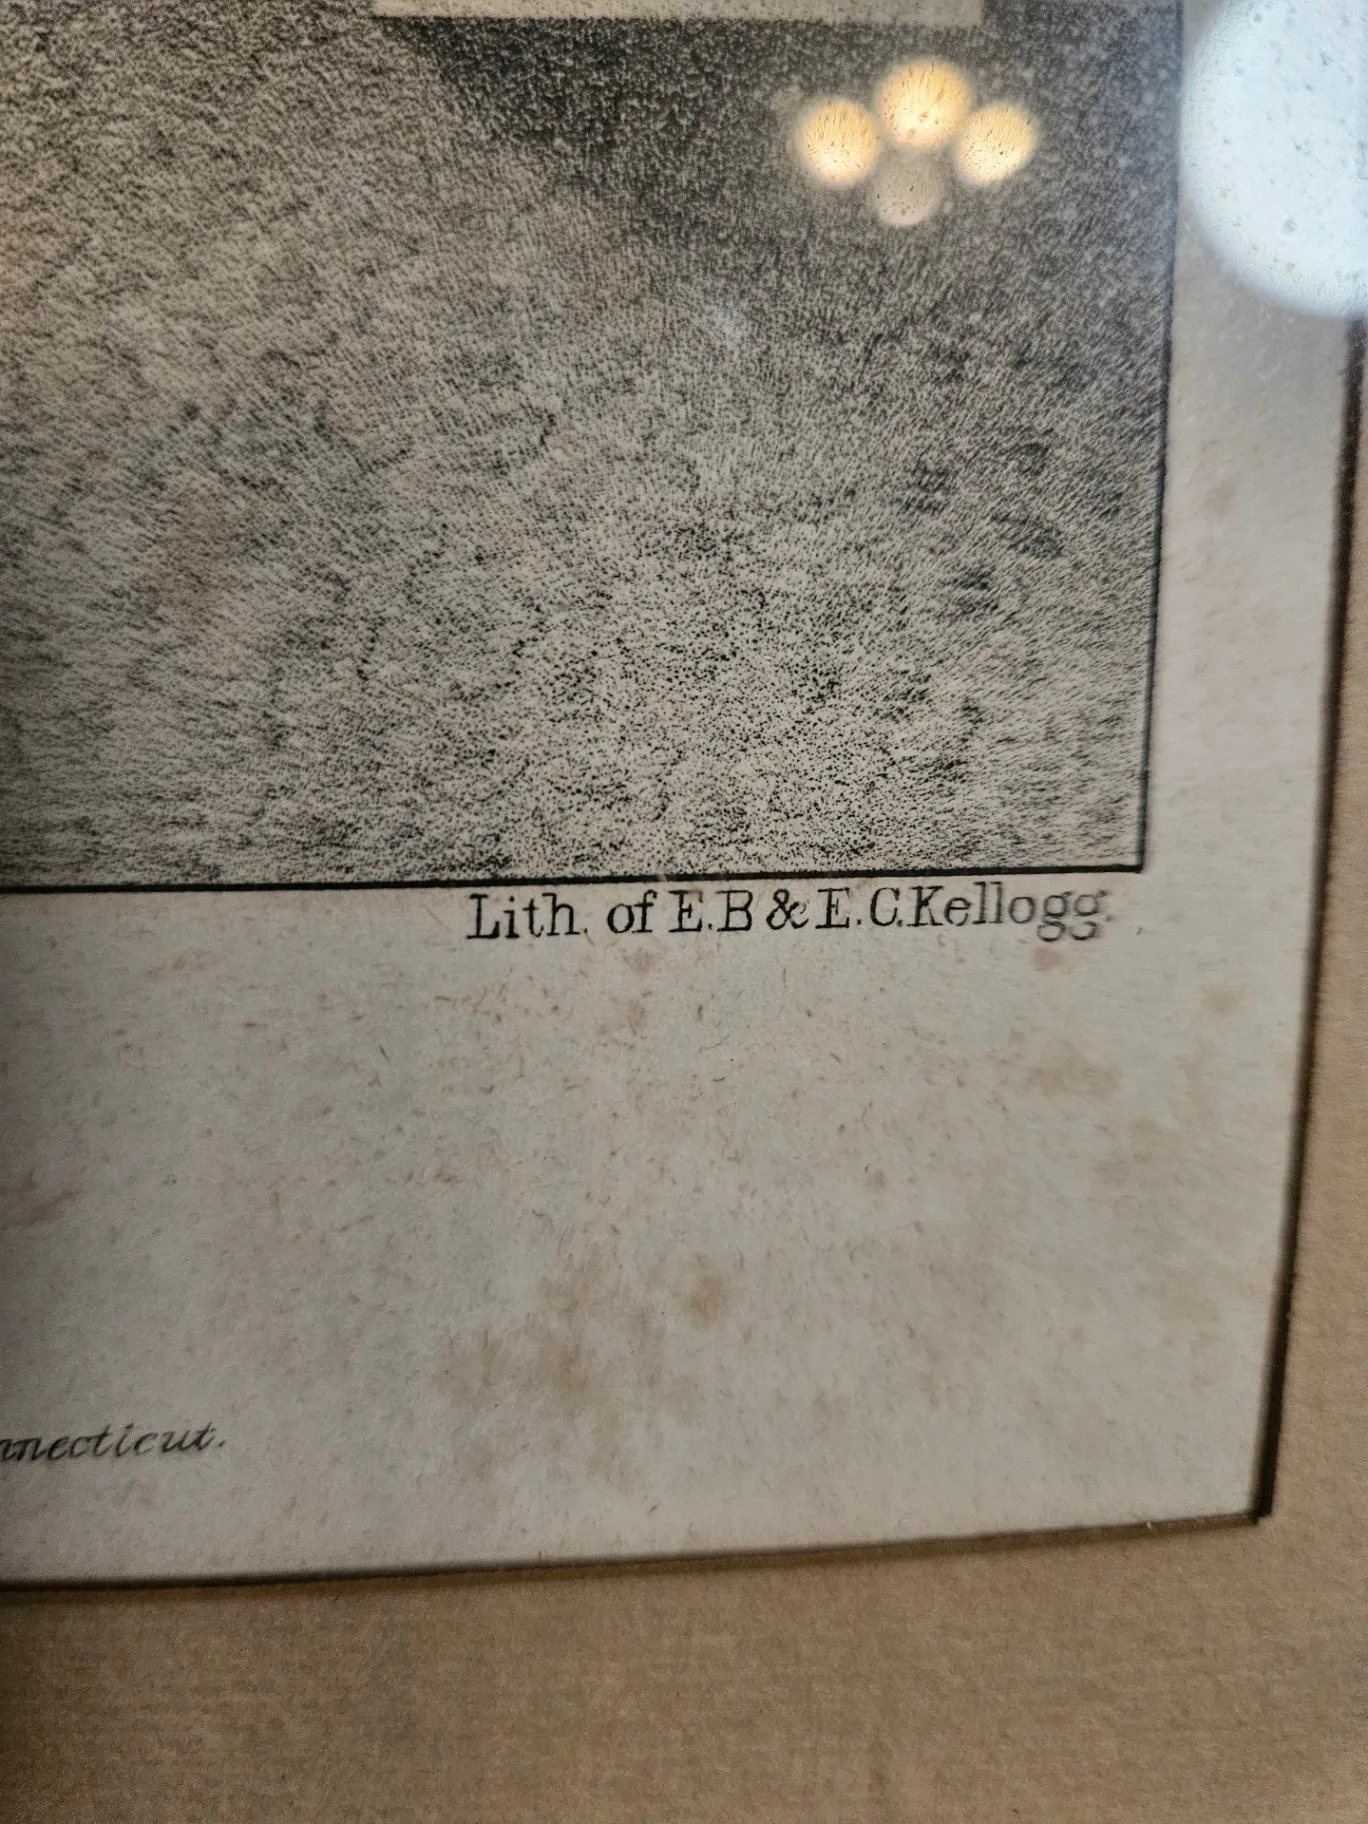 Lith. of E.B & E.C.Kellogg.
nnecticut.